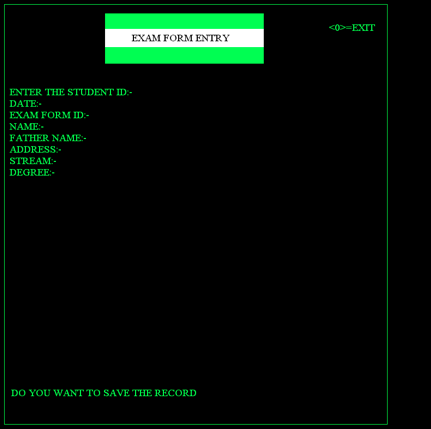 EXAM FORM ENTRY
<0>=EXIT
ENTER THE STUDENT ID:-
DATE:-
EXAM FORM ID:-
NAME:-
FATHER NAME:-
ADDRESS:-
STREAM:-
DEGREE:-
DO YOU WANT TO SAVE THE RECORD